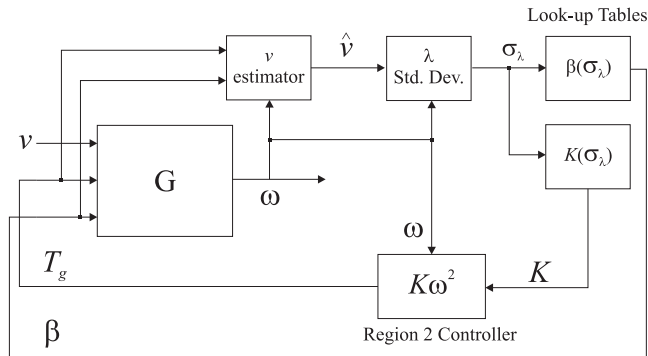 Look-up Tables
v
estimator
v̂
λ
Std. Dev.
σλ
β(σλ)
v
G
K(σλ)
ω
ω
Tg
Kω²
K
β
Region 2 Controller